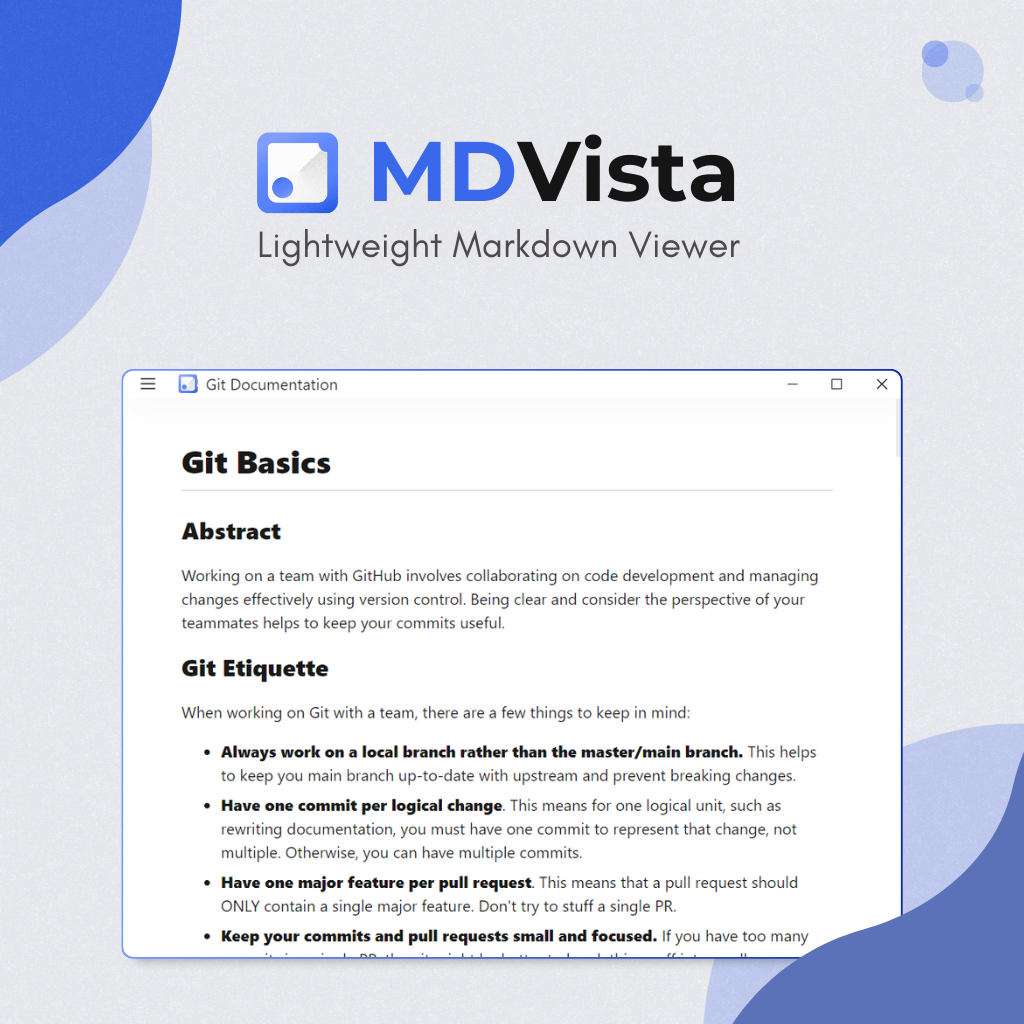 MDVista
Lightweight Markdown Viewer
Git Documentation
Git Basics
Abstract
Working on a team with GitHub involves collaborating on code development and managing
changes effectively using version control. Being clear and consider the perspective of your
teammates helps to keep your commits useful.
Git Etiquette
When working on Git with a team, there are a few things to keep in mind:
• Always work on a local branch rather than the master/main branch. This helps
to keep you main branch up-to-date with upstream and prevent breaking changes.
• Have one commit per logical change. This means for one logical unit, such as
rewriting documentation, you must have one commit to represent that change, not
multiple. Otherwise, you can have multiple commits.
• Have one major feature per pull request. This means that a pull request should
ONLY contain a single major feature. Don't try to stuff a single PR.
• Keep your commits and pull requests small and focused. If you have too many